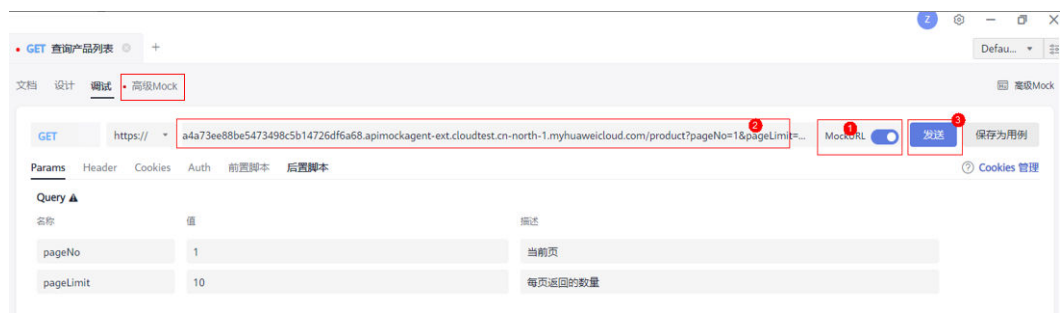 Z
GET 查询产品列表 +
Defau...
文档 设计 调试 高级Mock 高级Mock
GET https:// a4a73ee88be5473498c5b14726df6a68.apimockagent-ext.cloudtest.cn-north-1.myhuaweicloud.com/product?pageNo=1&pageLimit=... 2 MockURL 1 发送 3 保存为用例
Params Header Cookies Auth 前置脚本 后置脚本 Cookies 管理
Query
名称 值 描述
pageNo 1 当前页
pageLimit 10 每页返回的数量